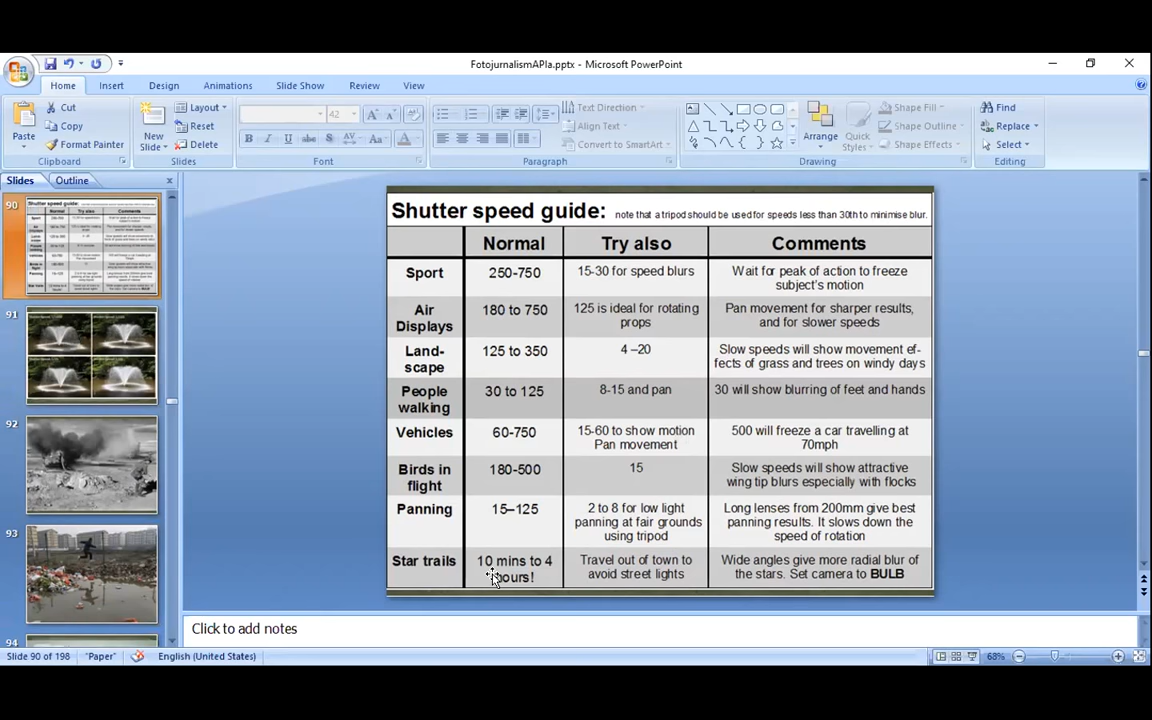 FotojournalismAPla.pptx - Microsoft PowerPoint
Home Insert Design Animations Slide Show Review View
Paste
Cut
Copy
Format Painter
Clipboard
New Slide
Layout
Reset
Delete
Slides
42
Font
Paragraph
Text Direction
Align Text
Convert to SmartArt
Arrange
Quick Styles
Shape Fill
Shape Outline
Shape Effects
Drawing
Find
Replace
Select
Editing
Slides Outline
90
91
92
93
94
Shutter speed guide: note that a tripod should be used for speeds less than 30th to minimise blur.
Normal Try also Comments
Sport 250-750 15-30 for speed blurs Wait for peak of action to freeze
subject's motion
Air Displays 180 to 750 125 is ideal for rotating props Pan movement for sharper results,
and for slower speeds
Land-
scape 125 to 350 4 –20 Slow speeds will show movement ef-
fects of grass and trees on windy days
People walking 30 to 125 8-15 and pan 30 will show blurring of feet and hands
Vehicles 60-750 15-60 to show motion
Pan movement 500 will freeze a car travelling at
70mph
Birds in flight 180-500 15 Slow speeds will show attractive
wing tip blurs especially with flocks
Panning 15–125 2 to 8 for low light
panning at fair grounds
using tripod Long lenses from 200mm give best
panning results. It slows down the
speed of rotation
Star trails 10 mins to 4
hours! Travel out of town to
avoid street lights Wide angles give more radial blur of
the stars. Set camera to BULB
Click to add notes
Slide 90 of 198 "Paper" English (United States) 68%